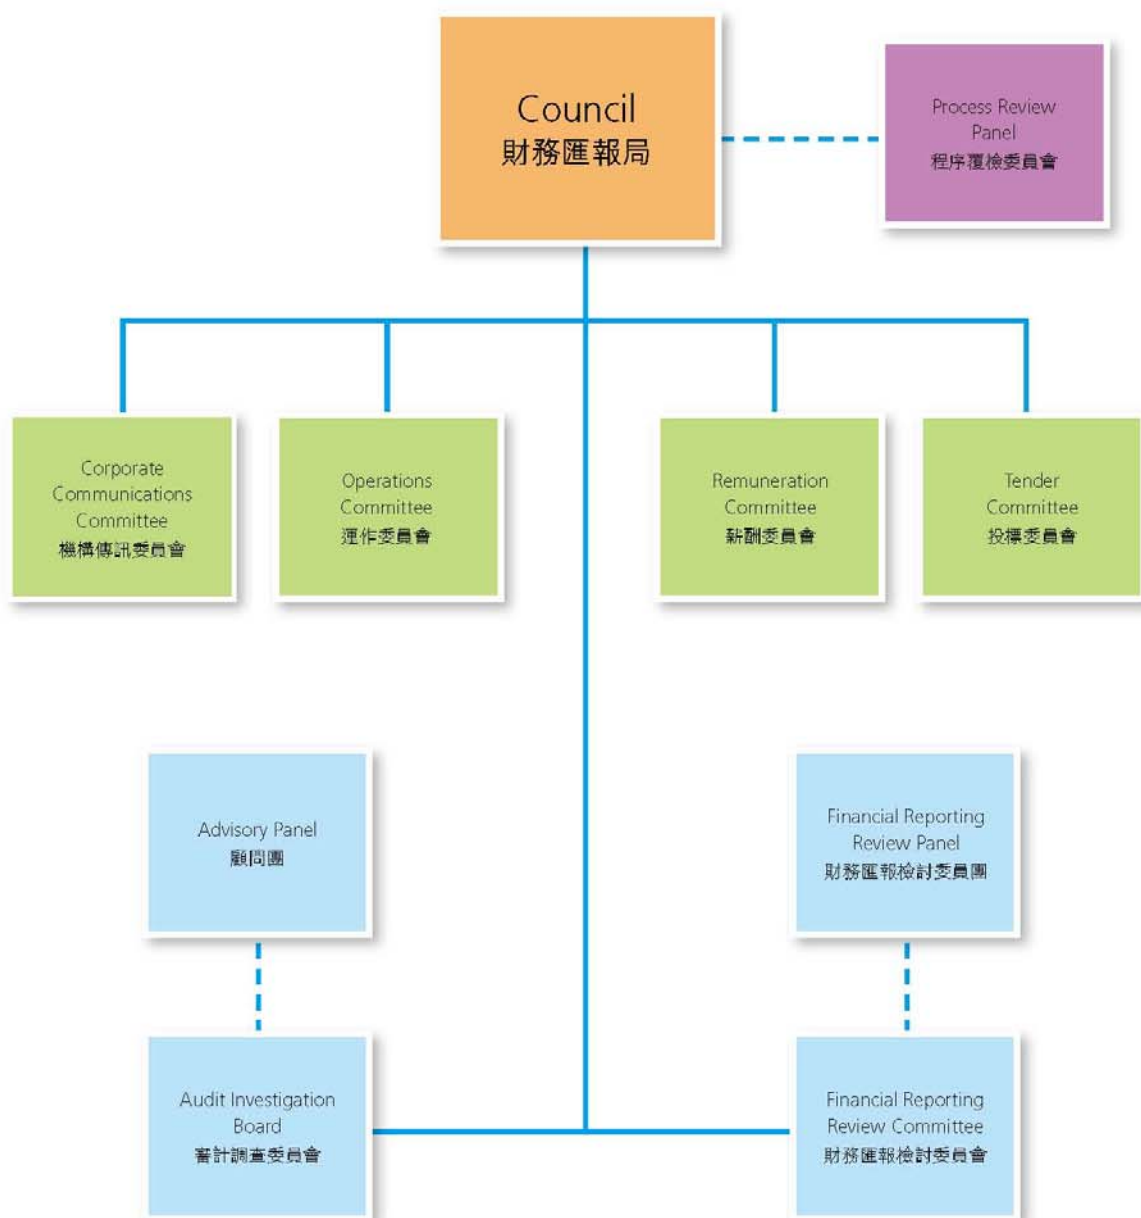 Council
財務匯報局
Process Review
Panel
程序覆檢委員會
Corporate
Communications
Committee
機構傳訊委員會
Operations
Committee
運作委員會
Remuneration
Committee
薪酬委員會
Tender
Committee
投標委員會
Advisory Panel
顧問團
Financial Reporting
Review Panel
財務匯報檢討委員團
Audit Investigation
Board
審計調查委員會
Financial Reporting
Review Committee
財務匯報檢討委員會